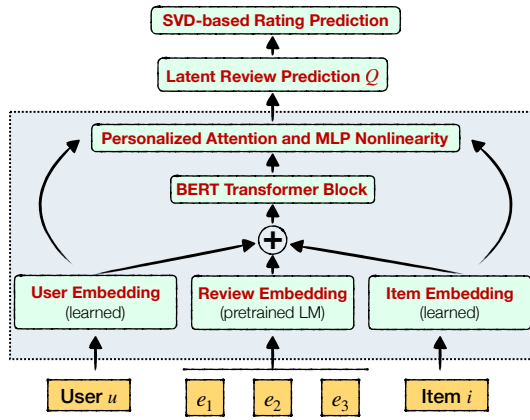 SVD-based Rating Prediction
Latent Review Prediction Q
Personalized Attention and MLP Nonlinearity
BERT Transformer Block
+
User Embedding
(learned)
Review Embedding
(pretrained LM)
Item Embedding
(learned)
User u
e₁
e₂
e₃
Item i